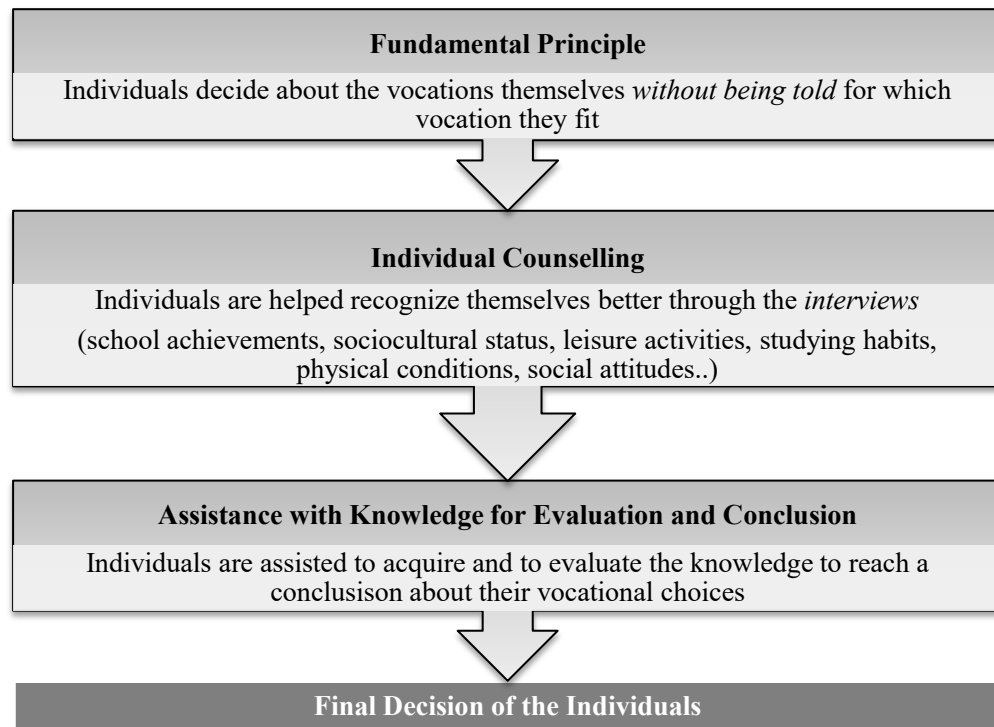 Fundamental Principle
Individuals decide about the vocations themselves without being told for which
vocation they fit
Individual Counselling
Individuals are helped recognize themselves better through the interviews
(school achievements, sociocultural status, leisure activities, studying habits,
physical conditions, social attitudes..)
Assistance with Knowledge for Evaluation and Conclusion
Individuals are assisted to acquire and to evaluate the knowledge to reach a
conclusison about their vocational choices
Final Decision of the Individuals